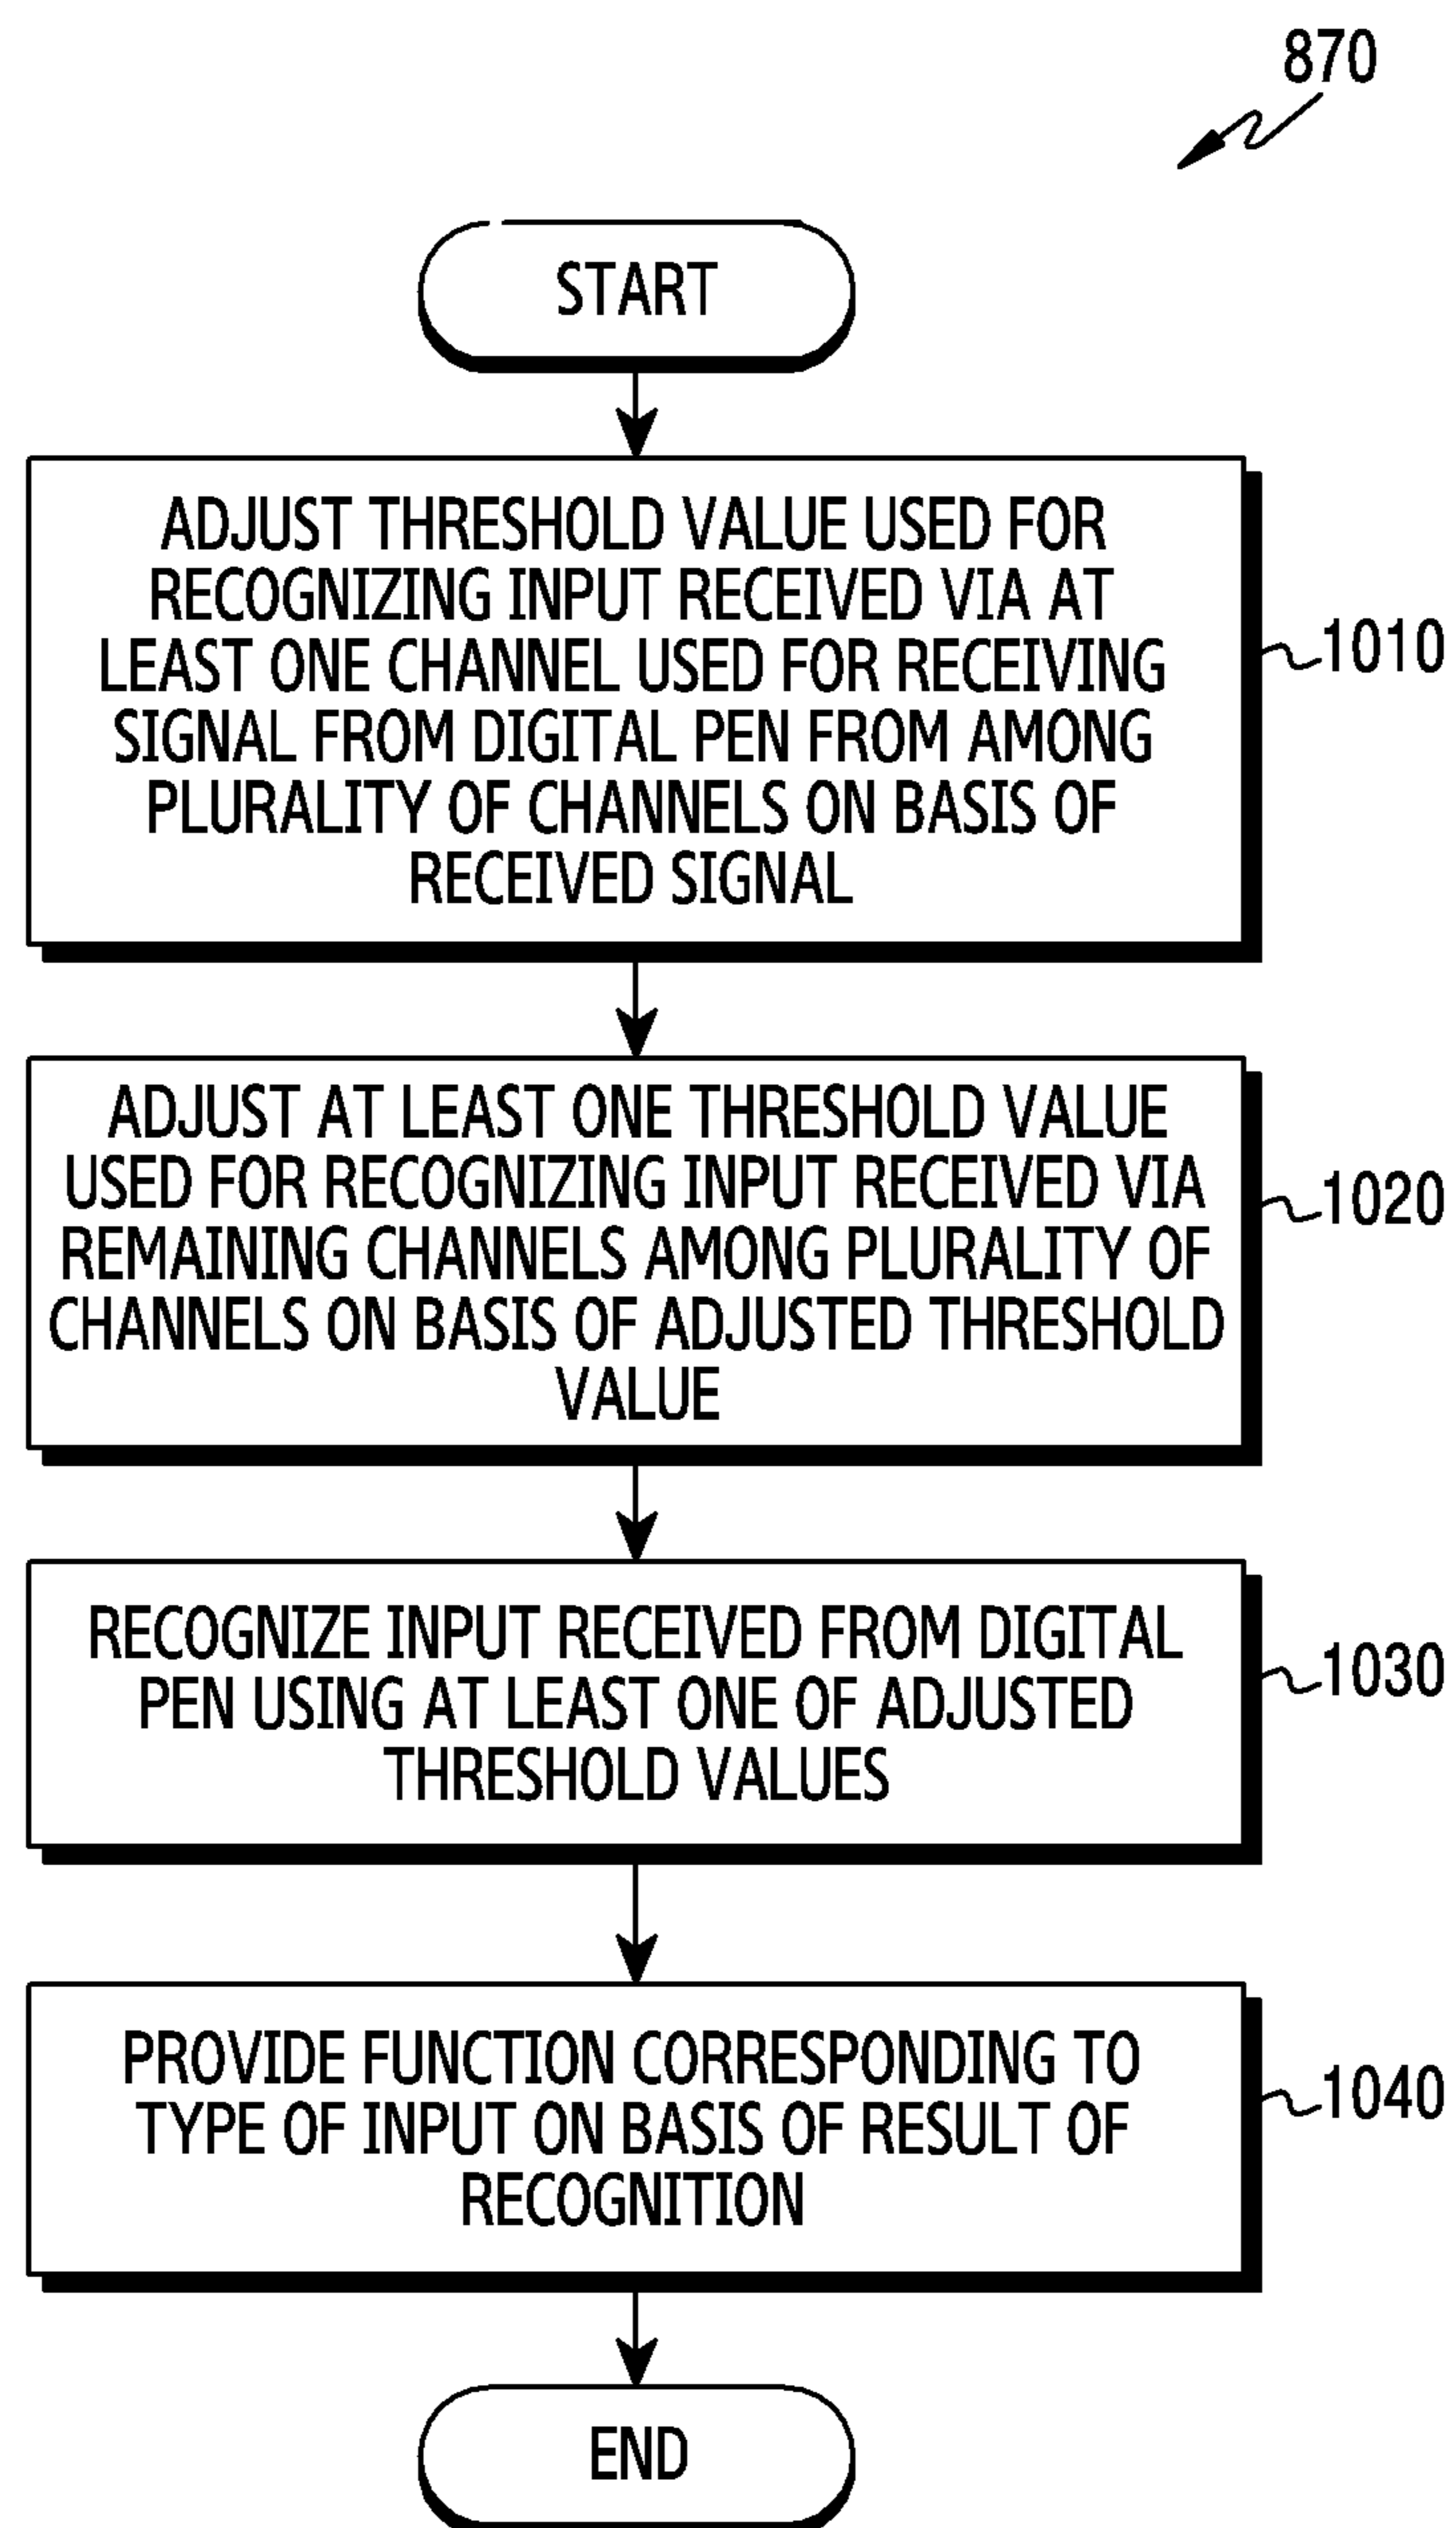 870
START
ADJUST THRESHOLD VALUE USED FOR
RECOGNIZING INPUT RECEIVED VIA AT
LEAST ONE CHANNEL USED FOR RECEIVING
SIGNAL FROM DIGITAL PEN FROM AMONG
PLURALITY OF CHANNELS ON BASIS OF
RECEIVED SIGNAL
1010
ADJUST AT LEAST ONE THRESHOLD VALUE
USED FOR RECOGNIZING INPUT RECEIVED VIA
REMAINING CHANNELS AMONG PLURALITY OF
CHANNELS ON BASIS OF ADJUSTED THRESHOLD
VALUE
1020
RECOGNIZE INPUT RECEIVED FROM DIGITAL
PEN USING AT LEAST ONE OF ADJUSTED
THRESHOLD VALUES
1030
PROVIDE FUNCTION CORRESPONDING TO
TYPE OF INPUT ON BASIS OF RESULT OF
RECOGNITION
1040
END